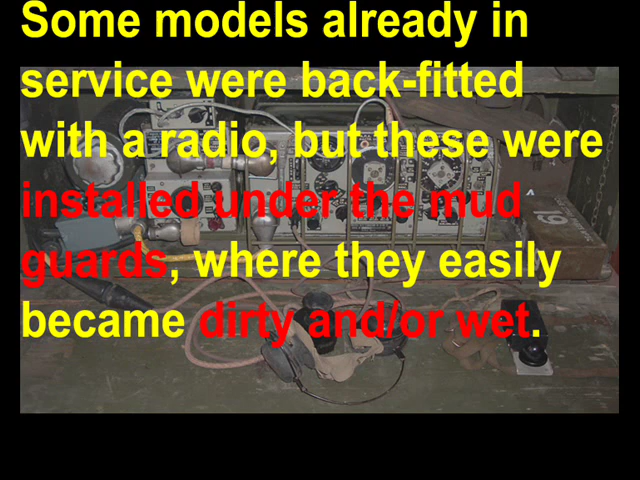 Some models already in
service were back-fitted
with a radio, but these were
installed under the mud
guards, where they easily
became dirty and/or wet.
19